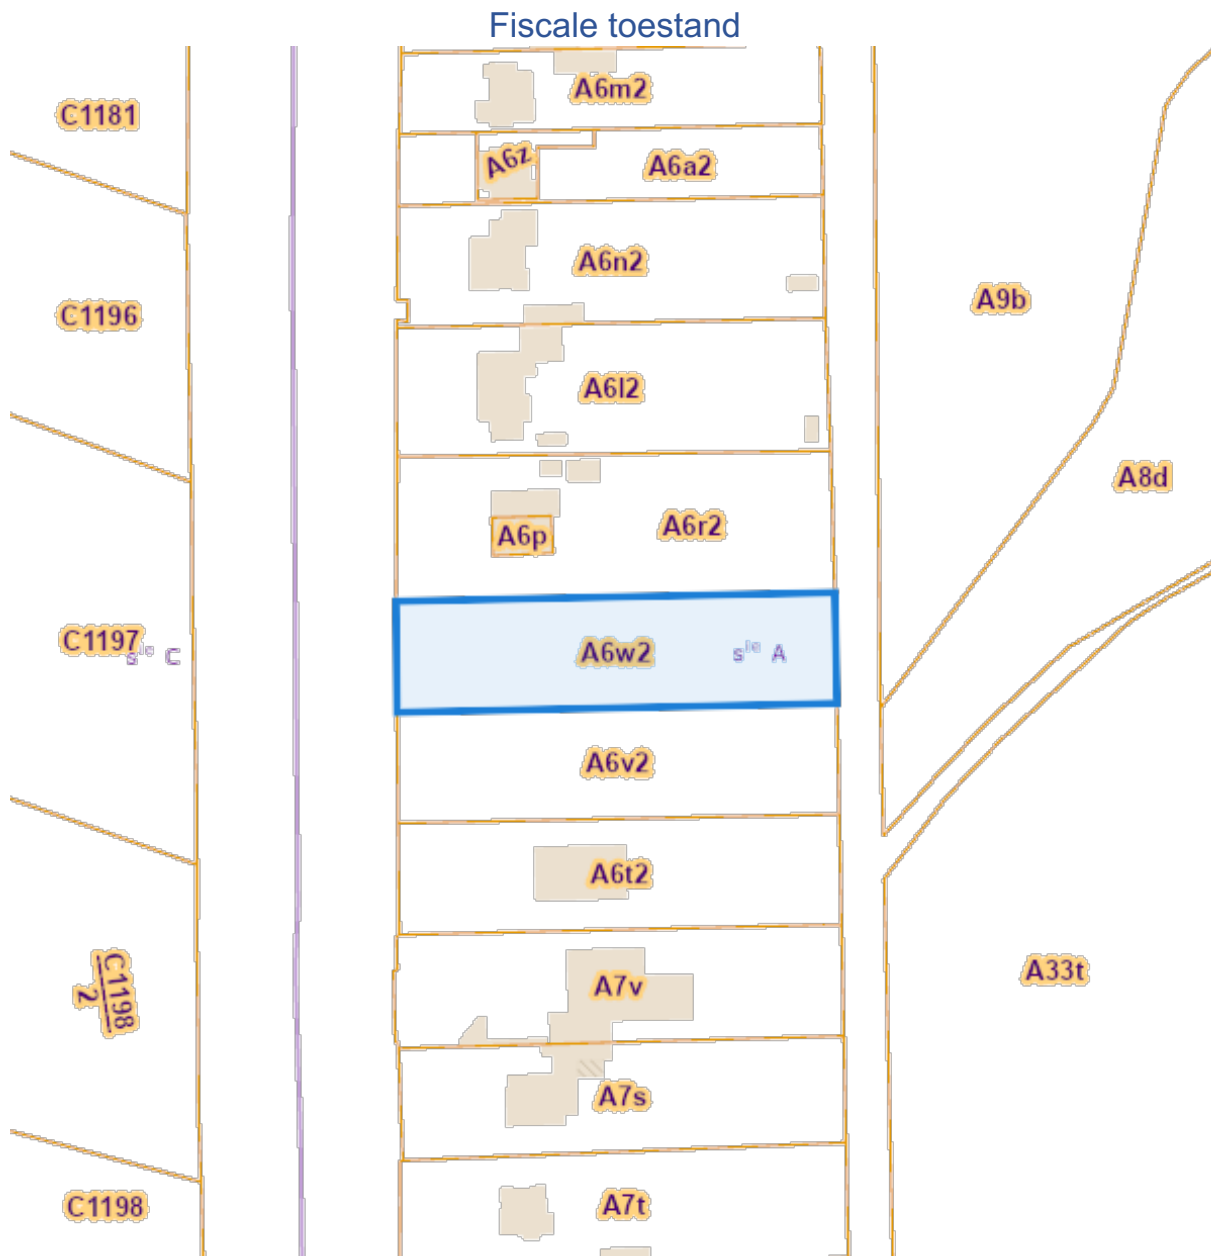 Fiscale toestand
A6m2
C1181
A6z
A6a2
A6n2
A9b
C1196
A6l2
A8d
A6r2
A6p
C1197
sie C
A6w2
sie A
A6v2
A6t2
A33t
A7v
C1198
2
A7s
C1198
A7t